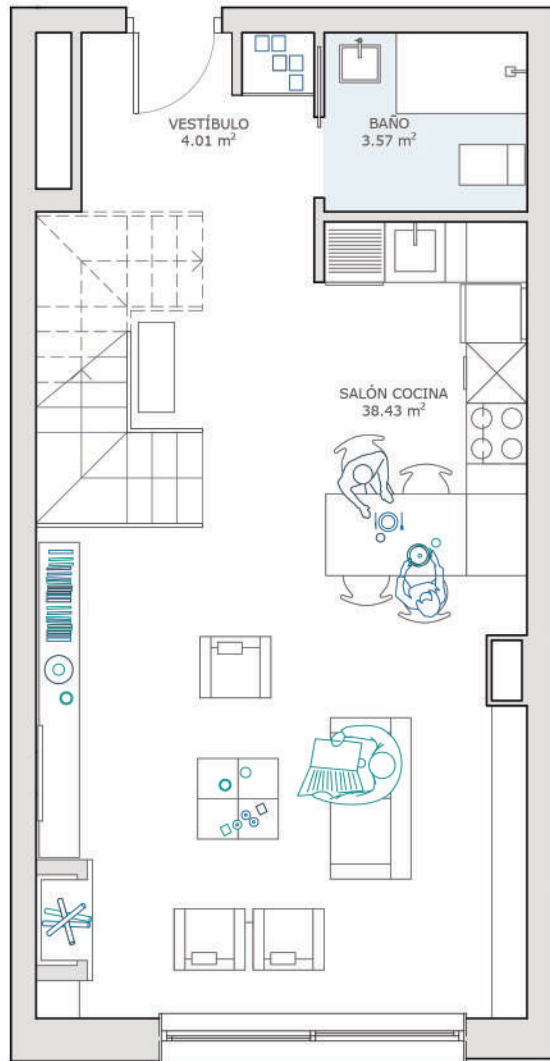 VESTÍBULO
4.01 m²
BAÑO
3.57 m²
SALÓN COCINA
38.43 m²